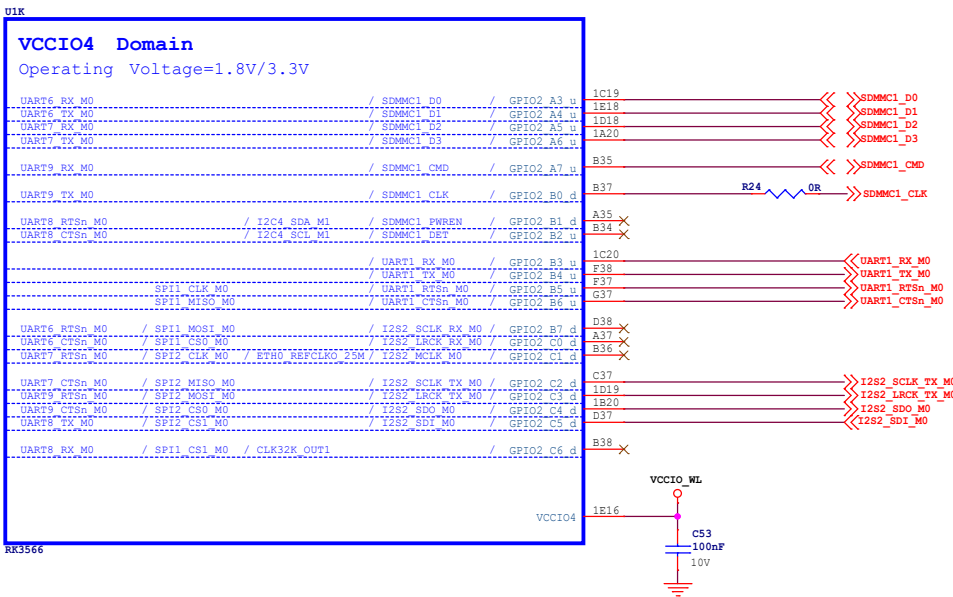 U1K
VCCIO4 Domain
Operating Voltage=1.8V/3.3V
UART6_RX_M0 / SDMMC1_D0 / GPIO2_A3_u 1C19 SDMMC1_D0
UART6_TX_M0 / SDMMC1_D1 / GPIO2_A4_u 1E18 SDMMC1_D1
UART7_RX_M0 / SDMMC1_D2 / GPIO2_A5_u 1D18 SDMMC1_D2
UART7_TX_M0 / SDMMC1_D3 / GPIO2_A6_u 1A20 SDMMC1_D3
UART9_RX_M0 / SDMMC1_CMD / GPIO2_A7_u B35 SDMMC1_CMD
UART9_TX_M0 / SDMMC1_CLK / GPIO2_B0_d B37 R24 0R SDMMC1_CLK
UART8_RTSn_M0 / I2C4_SDA_M1 / SDMMC1_PWREN / GPIO2_B1_d A35
UART8_CTSn_M0 / I2C4_SCL_M1 / SDMMC1_DET / GPIO2_B2_u B34
/ UART1_RX_M0 / GPIO2_B3_u 1C20 UART1_RX_M0
/ UART1_TX_M0 / GPIO2_B4_u F38 UART1_TX_M0
SPI1_CLK_M0 / UART1_RTSn_M0 / GPIO2_B5_u F37 UART1_RTSn_M0
SPI1_MISO_M0 / UART1_CTSn_M0 / GPIO2_B6_u G37 UART1_CTSn_M0
UART6_RTSn_M0 / SPI1_MOSI_M0 / I2S2_SCLK_RX_M0 / GPIO2_B7_d D38
UART6_CTSn_M0 / SPI1_CS0_M0 / I2S2_LRCK_RX_M0 / GPIO2_C0_d A37
UART7_RTSn_M0 / SPI2_CLK_M0 / ETH0_REFCLKO_25M / I2S2_MCLK_M0 / GPIO2_C1_d B36
UART7_CTSn_M0 / SPI2_MISO_M0 / I2S2_SCLK_TX_M0 / GPIO2_C2_d C37 I2S2_SCLK_TX_M0
UART9_RTSn_M0 / SPI2_MOSI_M0 / I2S2_LRCK_TX_M0 / GPIO2_C3_d 1D19 I2S2_LRCK_TX_M0
UART9_CTSn_M0 / SPI2_CS0_M0 / I2S2_SDO_M0 / GPIO2_C4_d 1B20 I2S2_SDO_M0
UART8_TX_M0 / SPI2_CS1_M0 / I2S2_SDI_M0 / GPIO2_C5_d D37 I2S2_SDI_M0
UART8_RX_M0 / SPI1_CS1_M0 / CLK32K_OUT1 / GPIO2_C6_d B38
VCCIO_WL
VCCIO4 1E16
C53
100nF
10V
RK3566